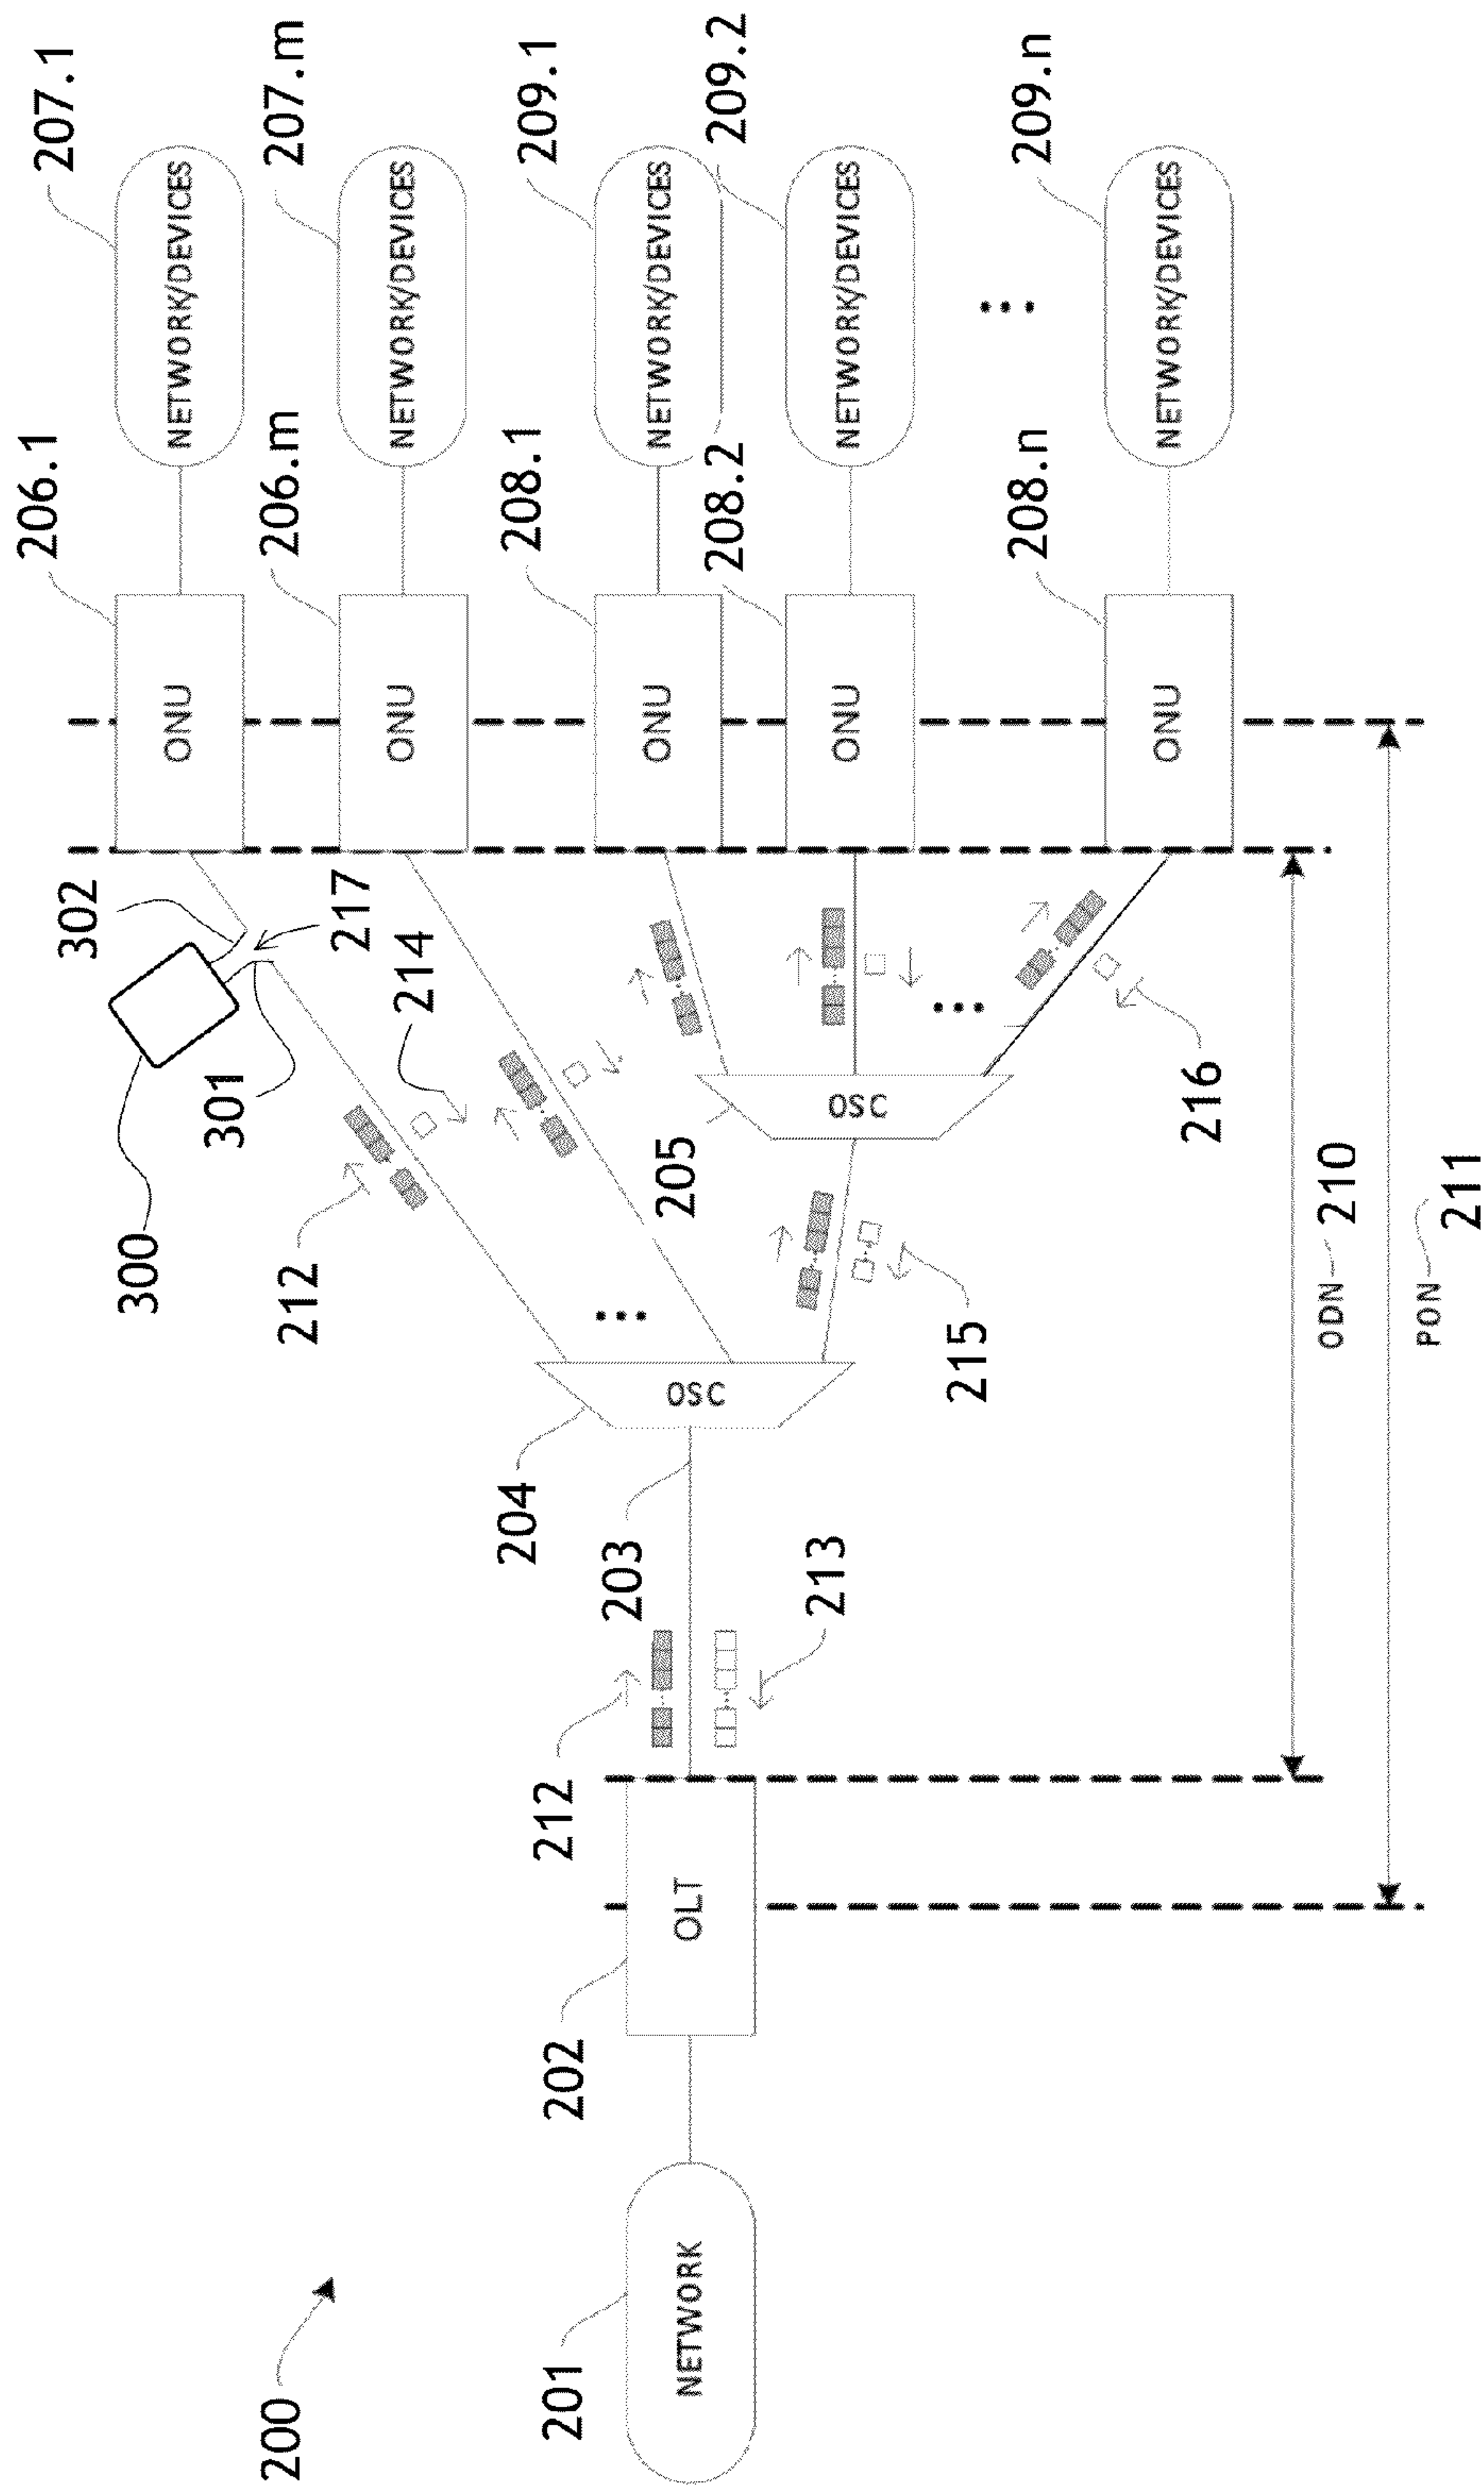 200
201
NETWORK
202
OLT
212
213
203
204
OSC
212
215
205
OSC
216
214
300
301
302
217
206.1
ONU
207.1
NETWORK/DEVICES
206.m
ONU
207.m
NETWORK/DEVICES
208.1
ONU
209.1
NETWORK/DEVICES
208.2
ONU
209.2
NETWORK/DEVICES
208.n
ONU
209.n
NETWORK/DEVICES
ODN 210
PON 211